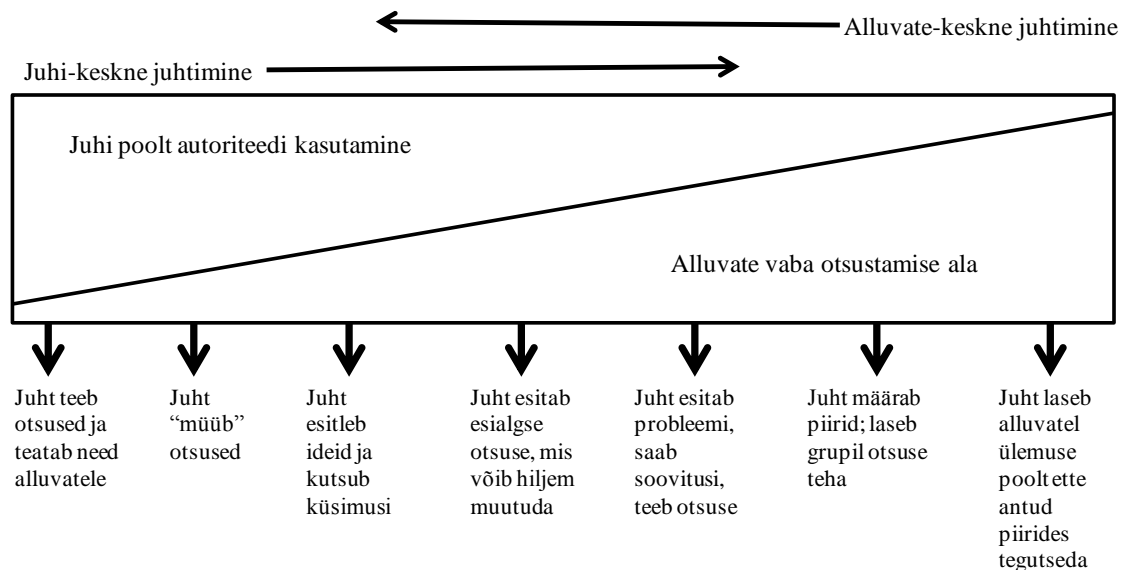 Alluvate-keskne juhtimine
Juhi-keskne juhtimine
Juhi poolt autoriteedi kasutamine
Alluvate vaba otsustamise ala
Juht teeb
otsused ja
teatab need
alluvatele
Juht
“müüb”
otsused
Juht
esitleb
ideid ja
kutsub
küsimusi
Juht esitab
esialgse
otsuse, mis
võib hiljem
muutuda
Juht esitab
probleemi,
saab
soovitusi,
teeb otsuse
Juht määrab
piirid; laseb
grupil otsuse
teha
Juht laseb
alluvatel
ülemuse
poolt ette
antud
piirides
tegutseda